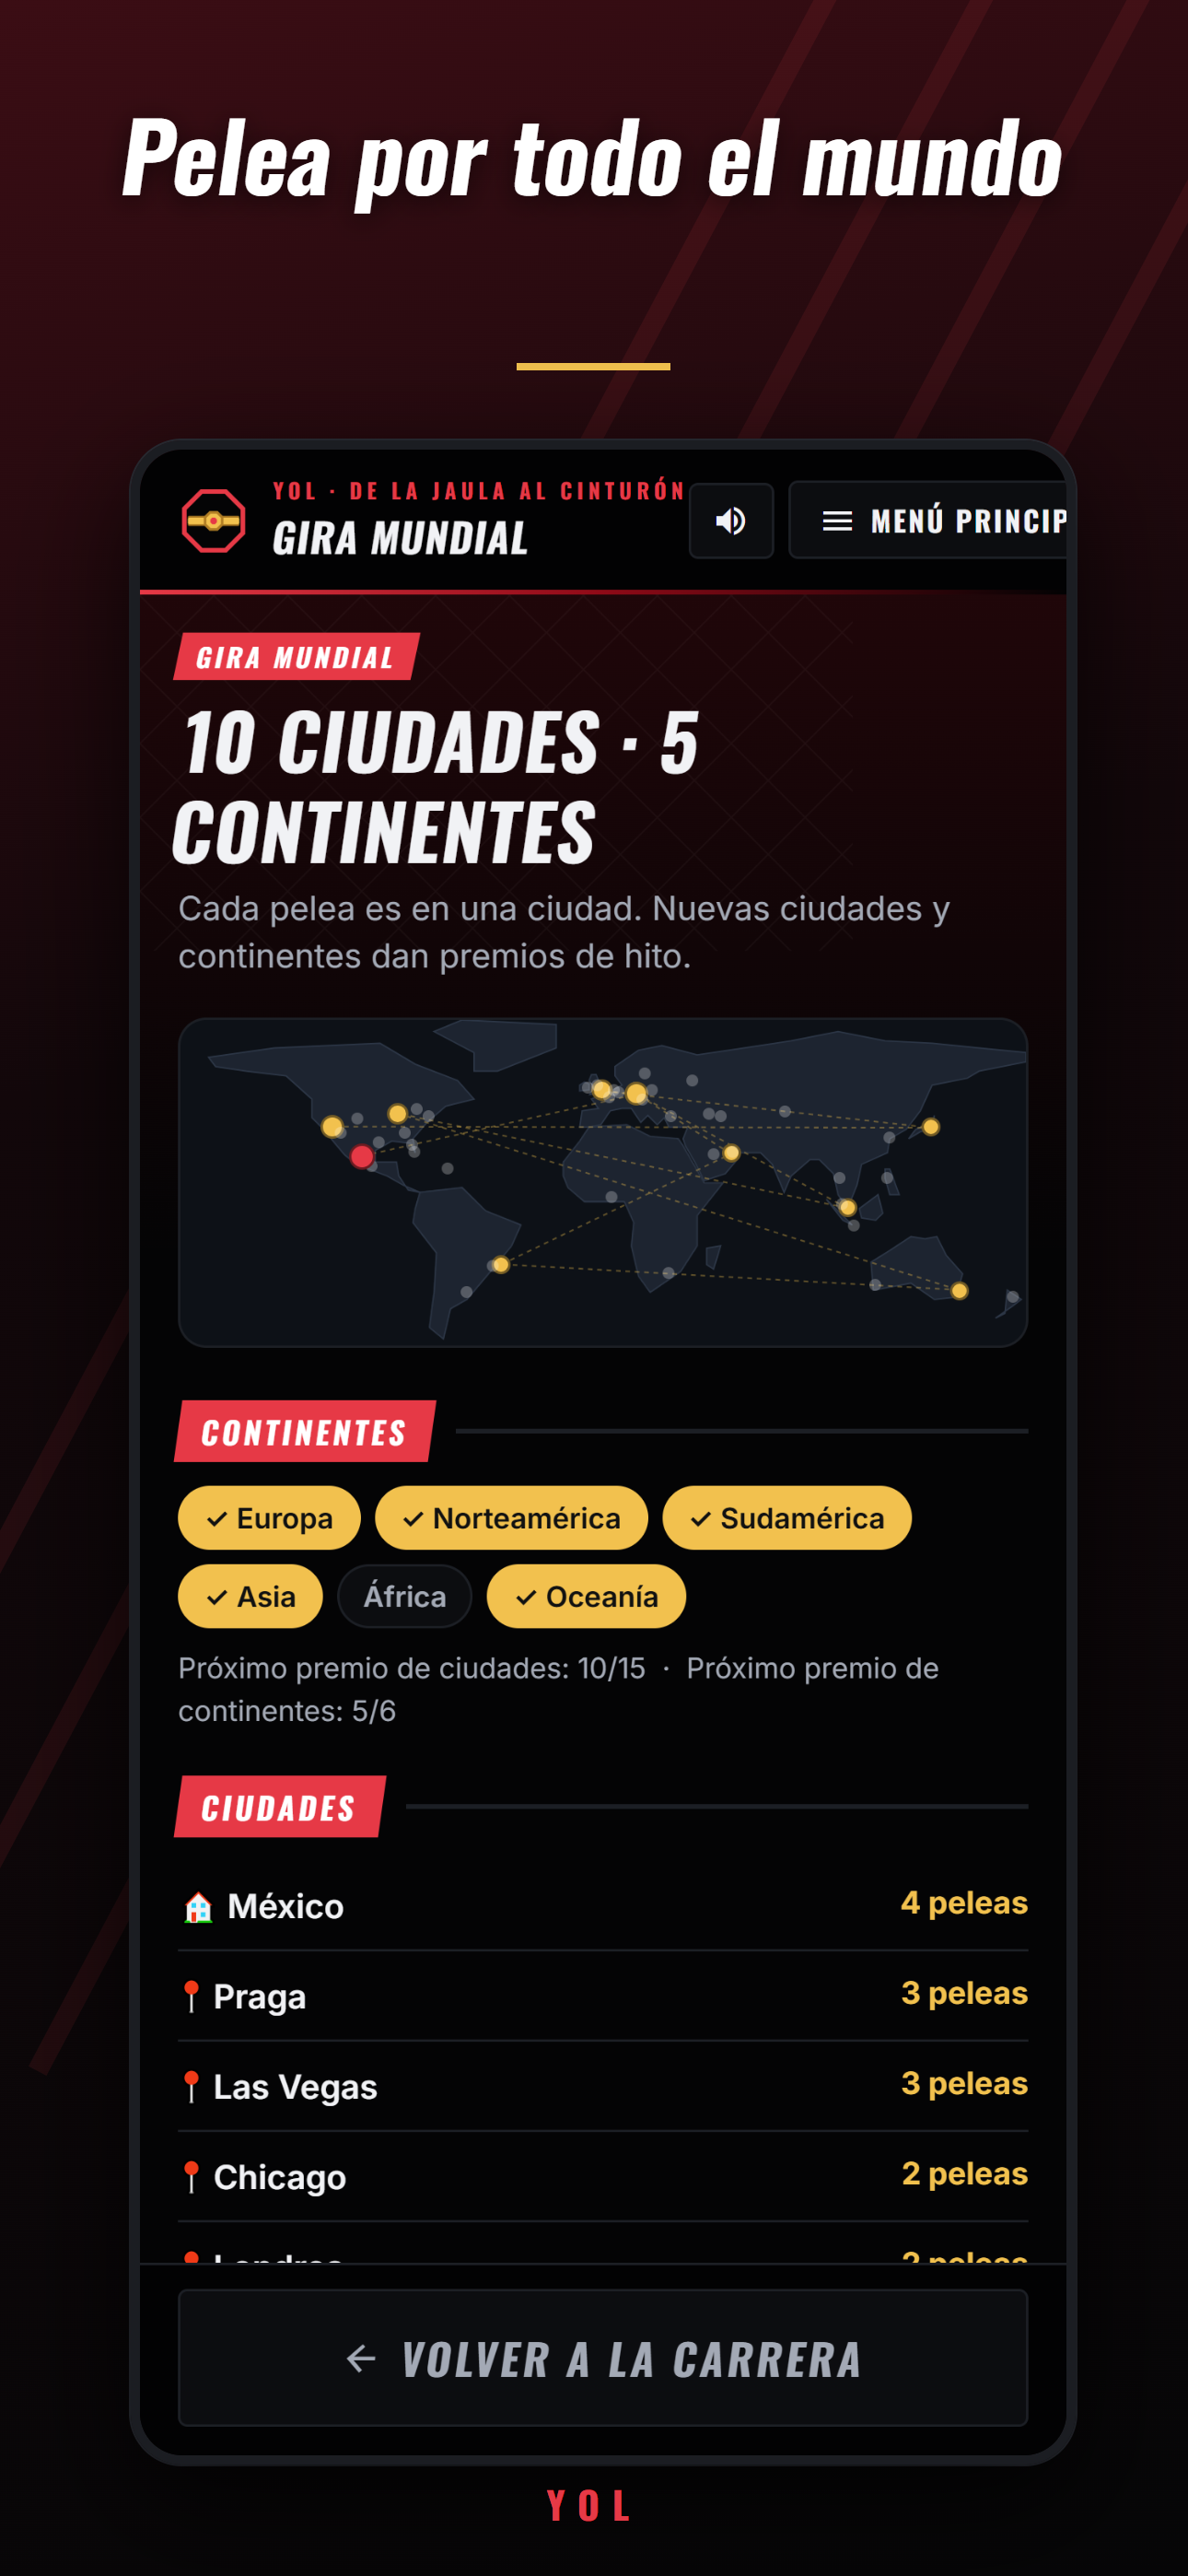 Pelea por todo el mundo
YOL · DE LA JAULA AL CINTURÓN
GIRA MUNDIAL
MENÚ PRINCIP
GIRA MUNDIAL
10 CIUDADES · 5
CONTINENTES
Cada pelea es en una ciudad. Nuevas ciudades y
continentes dan premios de hito.
CONTINENTES
✓ Europa
✓ Norteamérica
✓ Sudamérica
✓ Asia
África
✓ Oceanía
Próximo premio de ciudades: 10/15 · Próximo premio de
continentes: 5/6
CIUDADES
México 4 peleas
Praga 3 peleas
Las Vegas 3 peleas
Chicago 2 peleas
← VOLVER A LA CARRERA
YOL